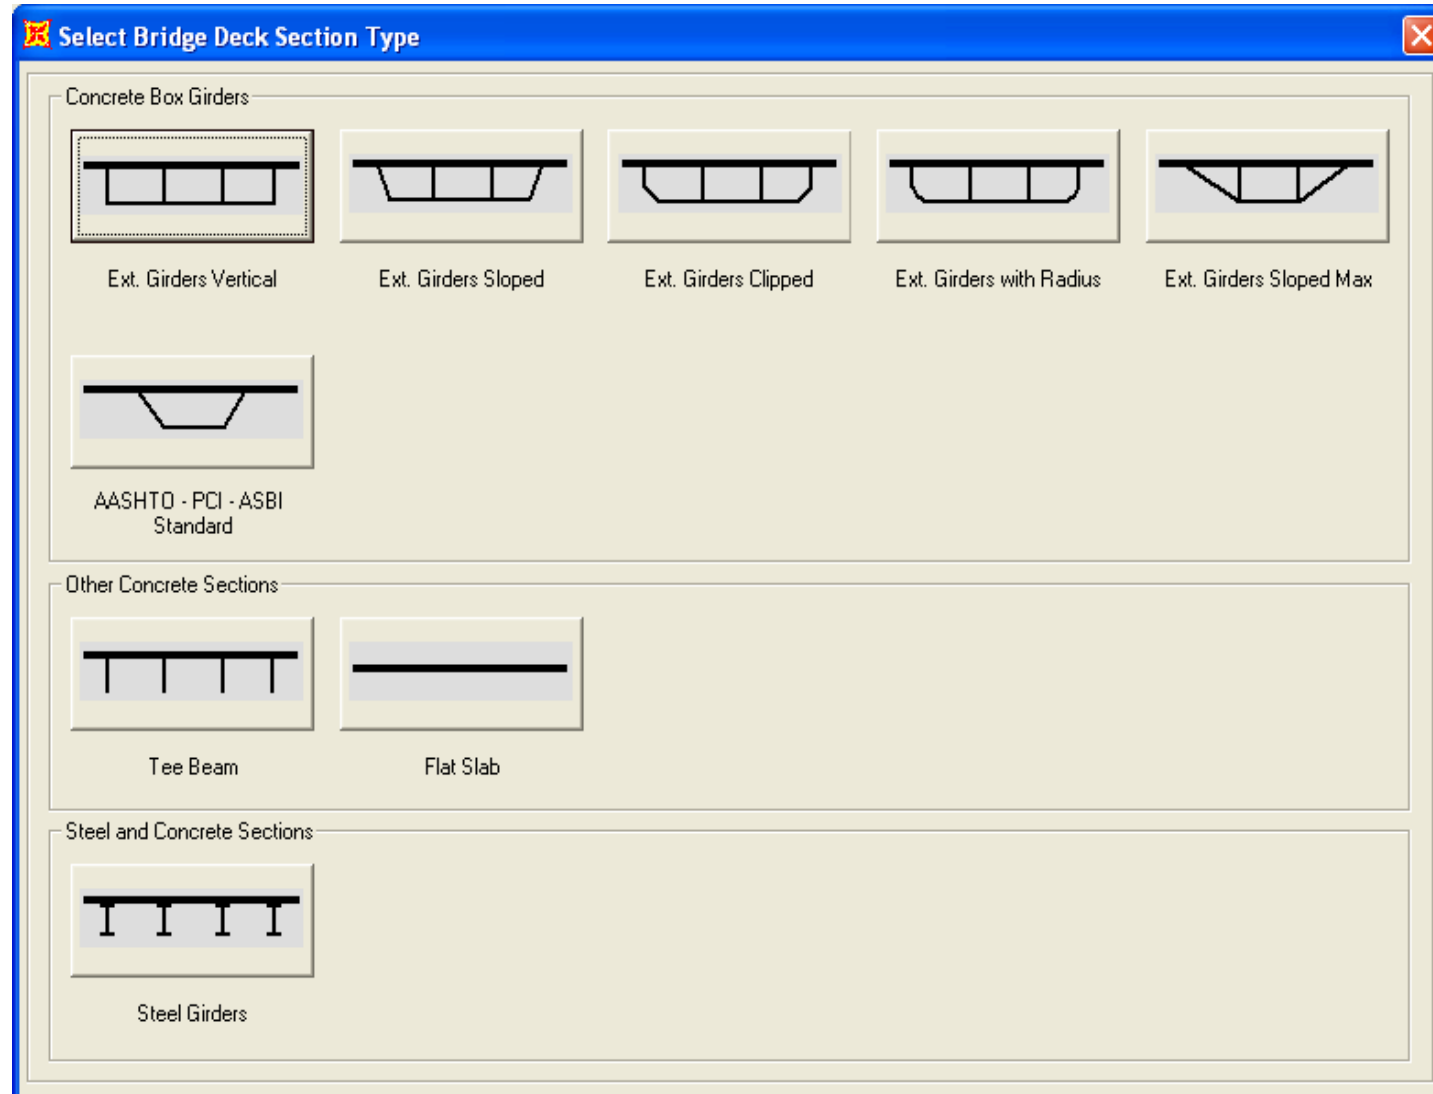 Select Bridge Deck Section Type
Concrete Box Girders
Ext. Girders Vertical
Ext. Girders Sloped
Ext. Girders Clipped
Ext. Girders with Radius
Ext. Girders Sloped Max
AASHTO - PCI - ASBI
Standard
Other Concrete Sections
Tee Beam
Flat Slab
Steel and Concrete Sections
Steel Girders